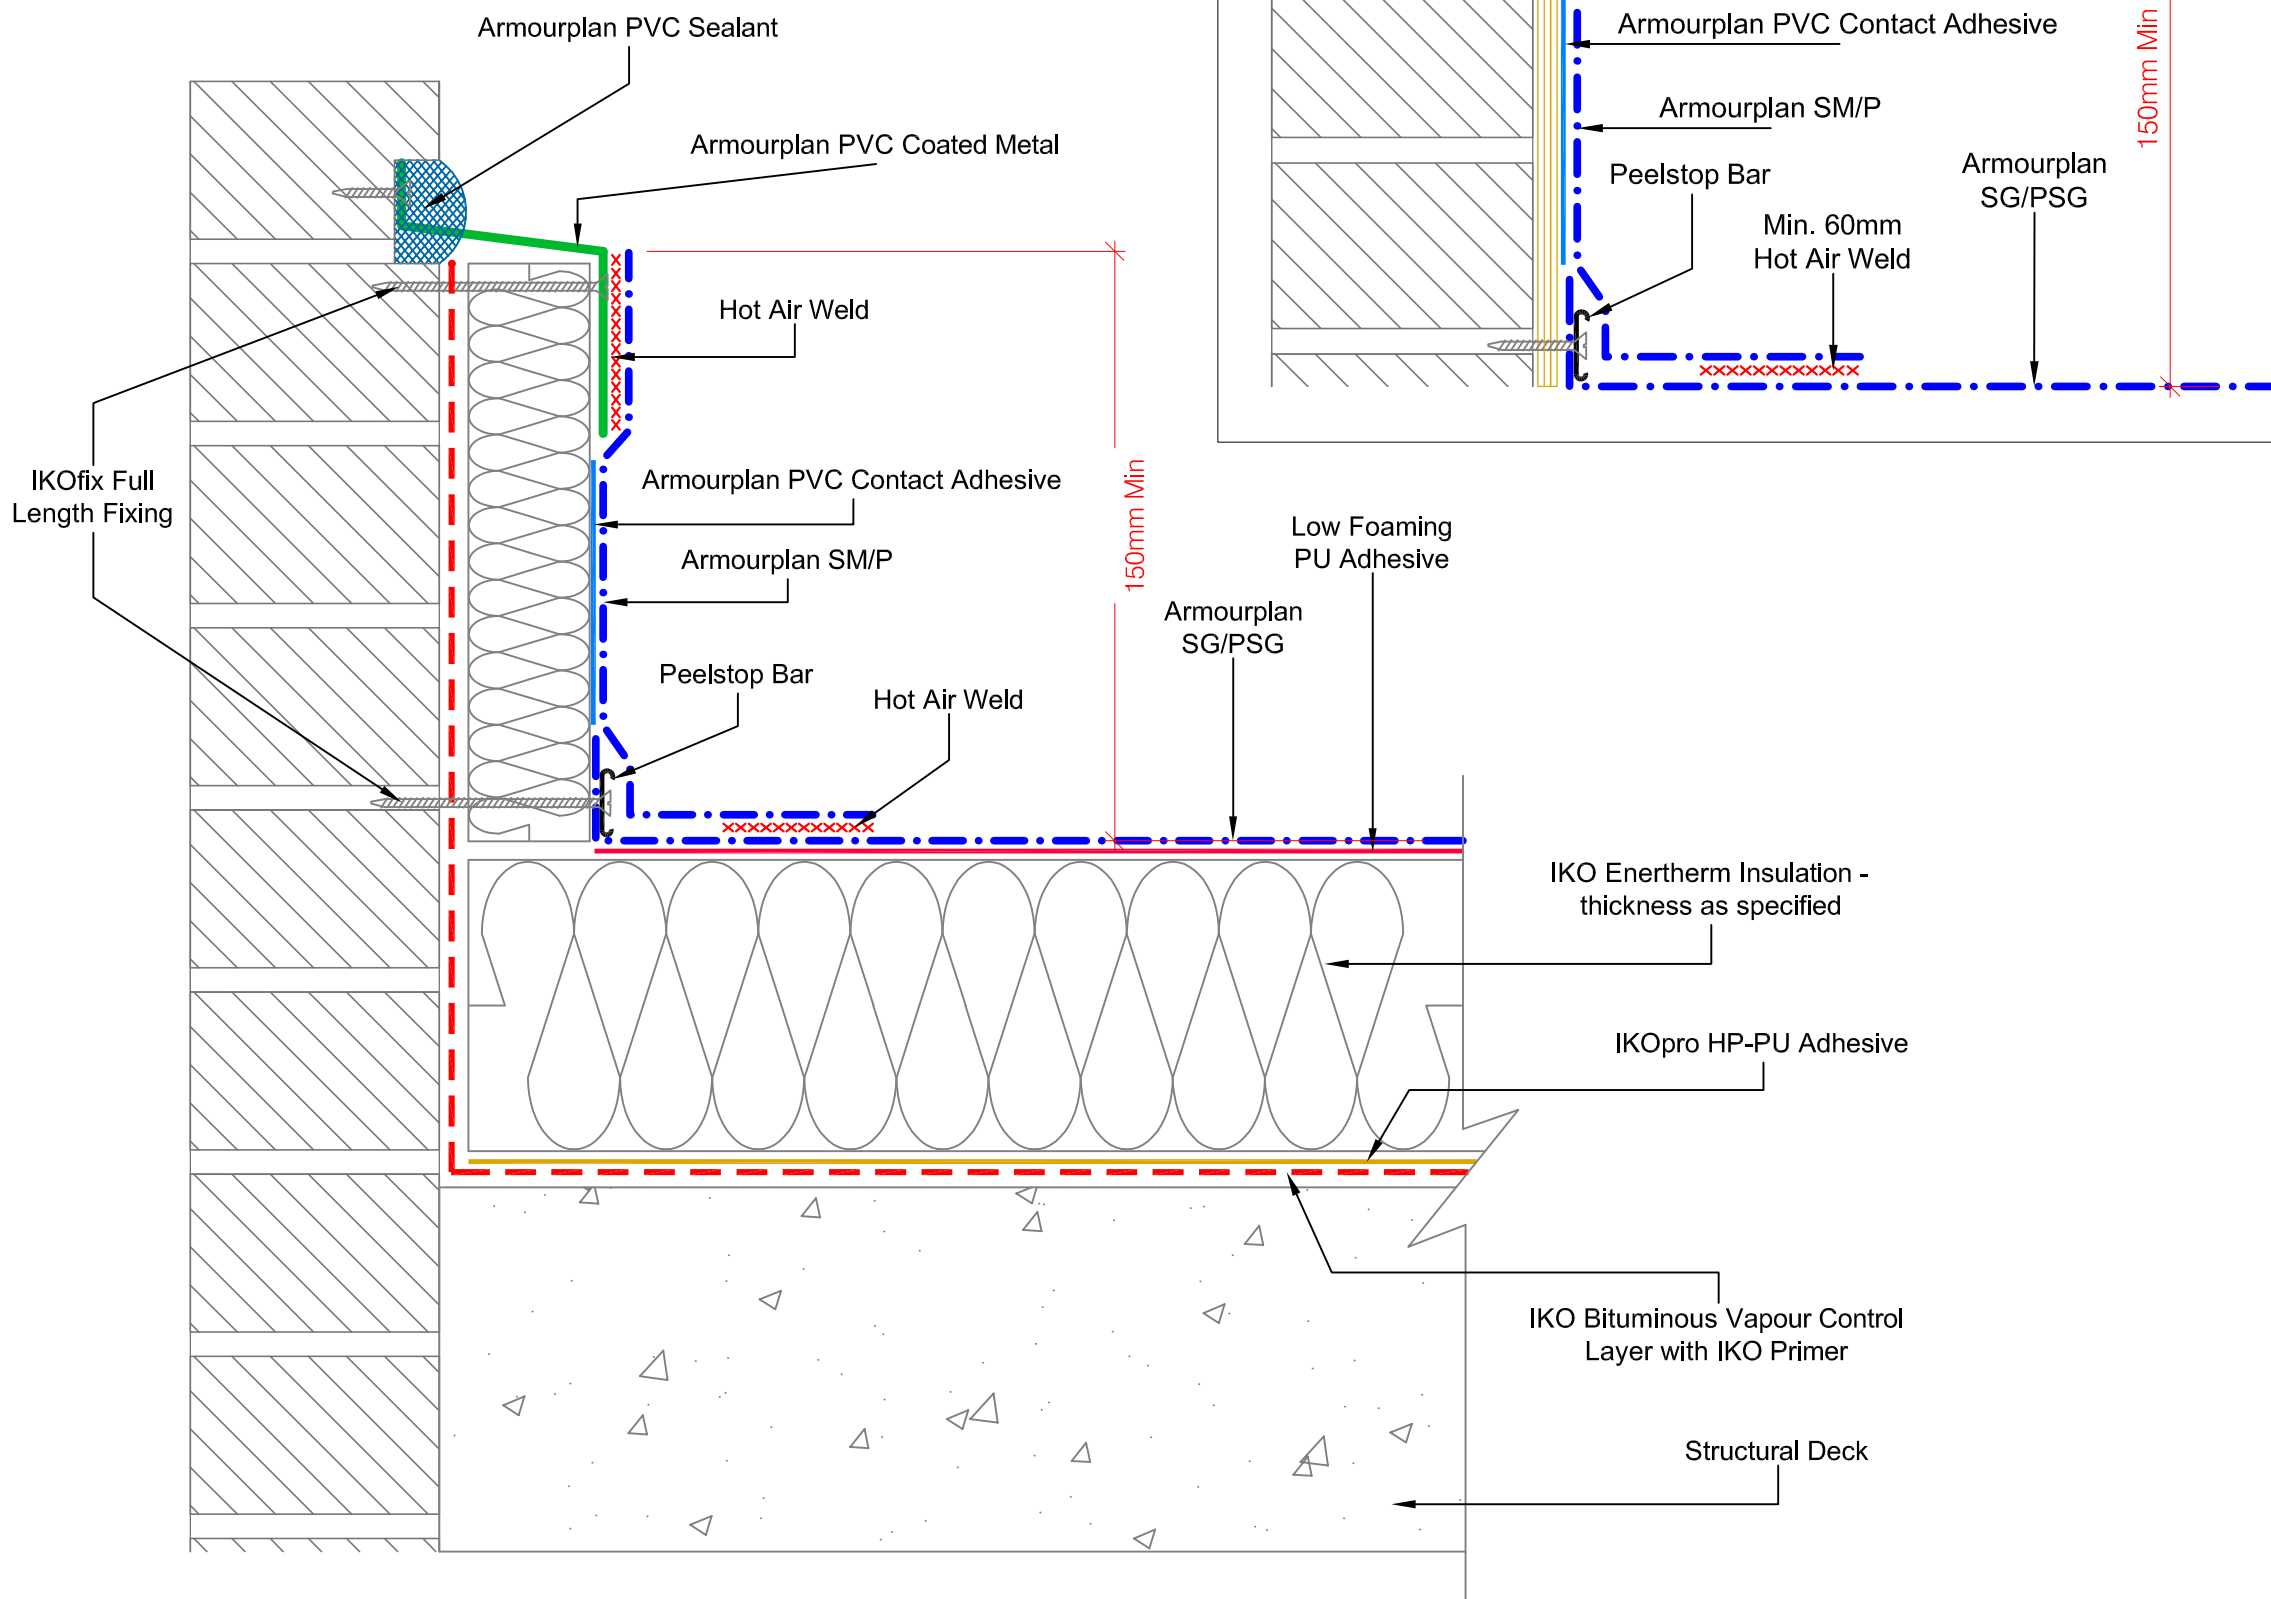 Armourplan PVC Sealant
Armourplan PVC Coated Metal
Hot Air Weld
IKOfix Full
Length Fixing
Armourplan PVC Contact Adhesive
Armourplan SM/P
Peelstop Bar
Hot Air Weld
150mm Min
Armourplan
SG/PSG
Low Foaming
PU Adhesive
IKO Enertherm Insulation -
thickness as specified
IKOpro HP-PU Adhesive
IKO Bituminous Vapour Control
Layer with IKO Primer
Structural Deck
Armourplan PVC Contact Adhesive
Armourplan SM/P
Peelstop Bar
Min. 60mm
Hot Air Weld
Armourplan
SG/PSG
150mm Min